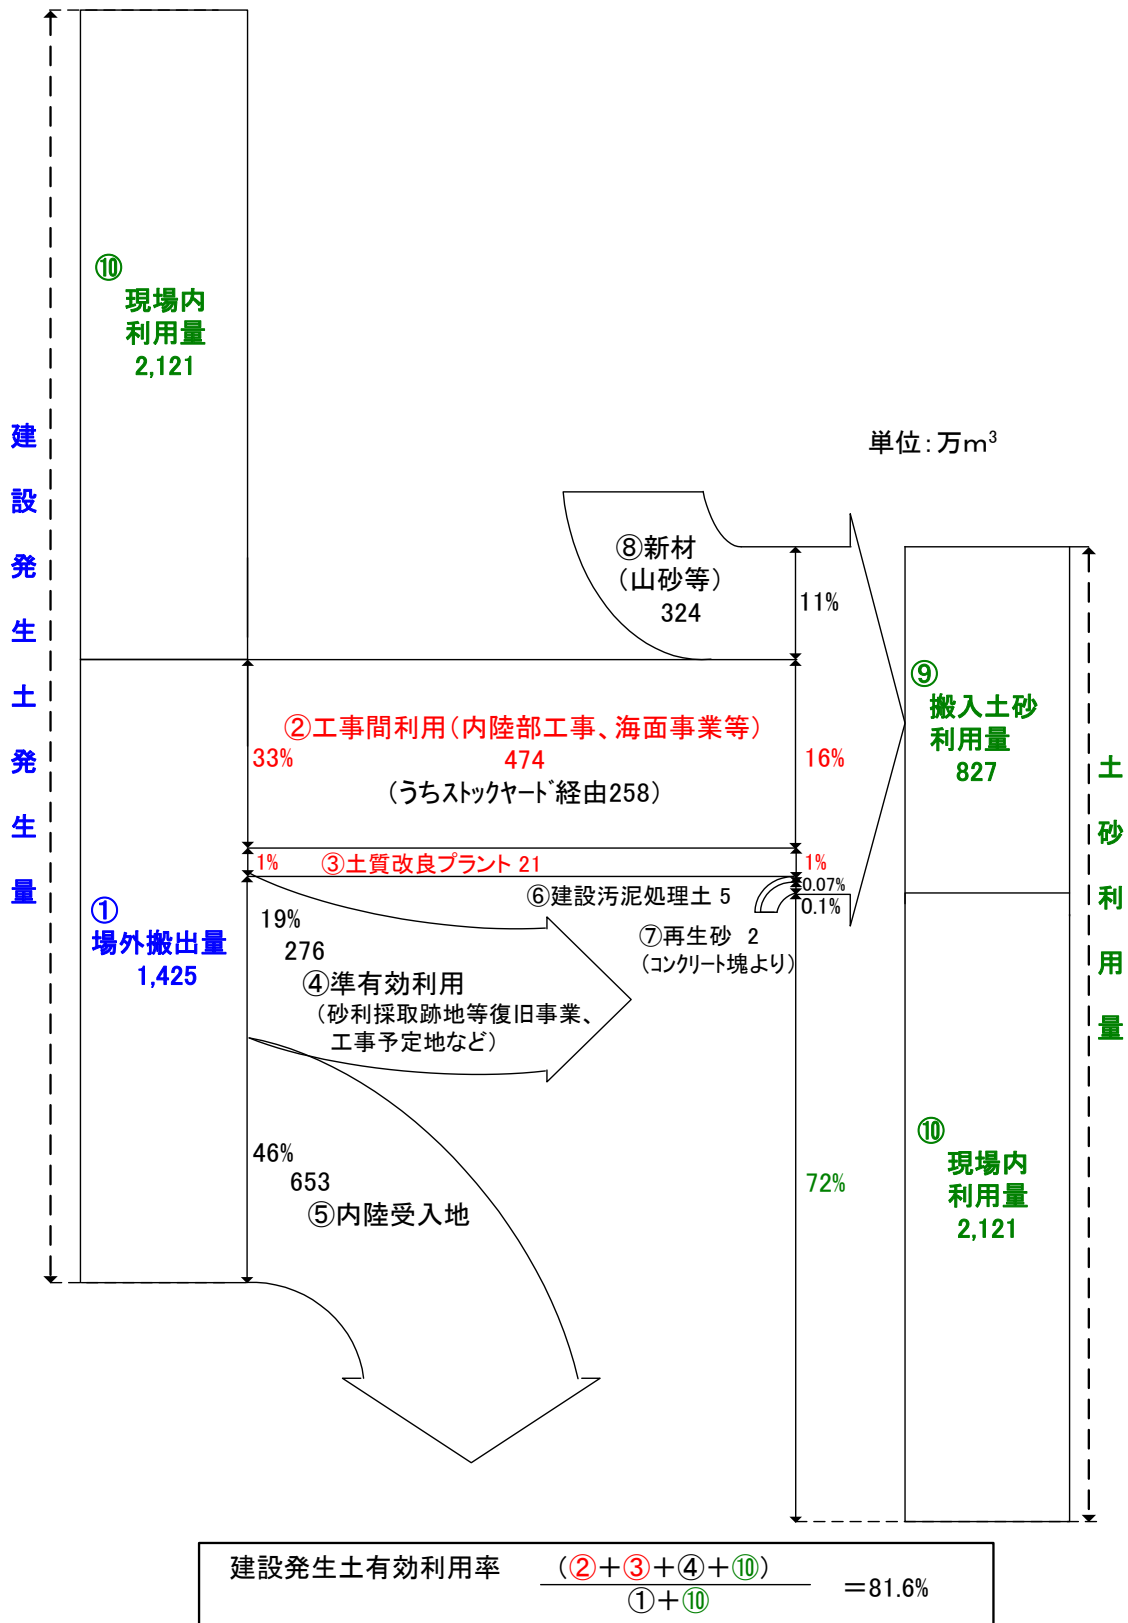 建設発生土発生量
⑩
現場内
利用量
2,121
単位：万m³
⑧新材
（山砂等）
324
11%
②工事間利用（内陸部工事、海面事業等）
474
（うちストックヤード経由258）
33%
16%
⑨
搬入土砂
利用量
827
土砂利用量
1%
③土質改良プラント 21
1%
⑥建設汚泥処理土 5
0.07%
0.1%
⑦再生砂 2
（コンクリート塊より）
①
場外搬出量
1,425
19%
276
④準有効利用
（砂利採取跡地等復旧事業、
工事予定地など）
46%
653
⑤内陸受入地
72%
⑩
現場内
利用量
2,121
建設発生土有効利用率
（②＋③＋④＋⑩）
①＋⑩
＝81.6%